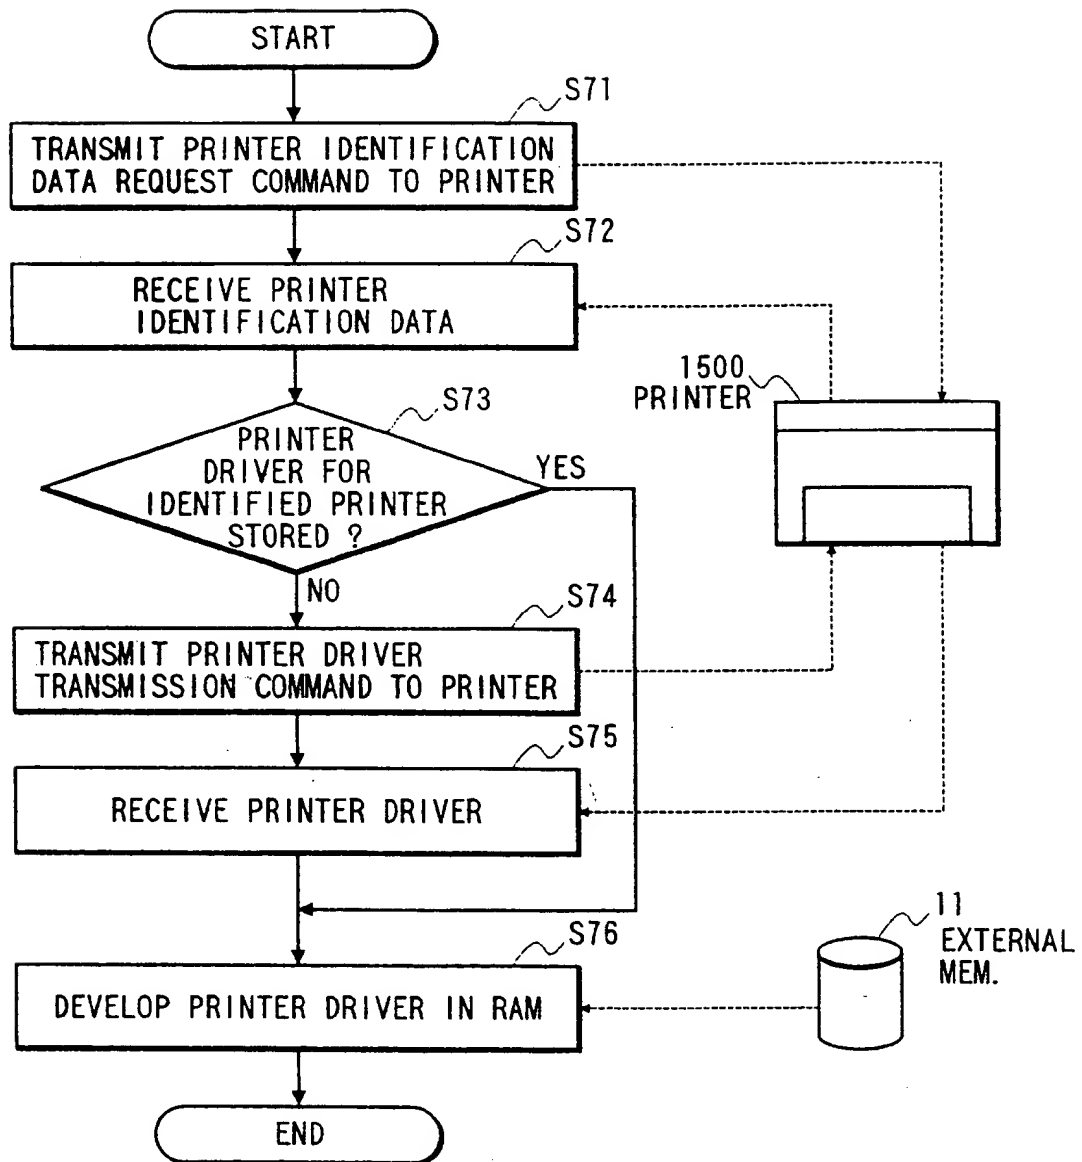 START
S71
TRANSMIT PRINTER IDENTIFICATION
DATA REQUEST COMMAND TO PRINTER
S72
RECEIVE PRINTER
IDENTIFICATION DATA
1500
PRINTER
S73
PRINTER
DRIVER FOR
IDENTIFIED PRINTER
STORED ?
YES
NO
S74
TRANSMIT PRINTER DRIVER
TRANSMISSION COMMAND TO PRINTER
S75
RECEIVE PRINTER DRIVER
11
EXTERNAL
MEM.
S76
DEVELOP PRINTER DRIVER IN RAM
END